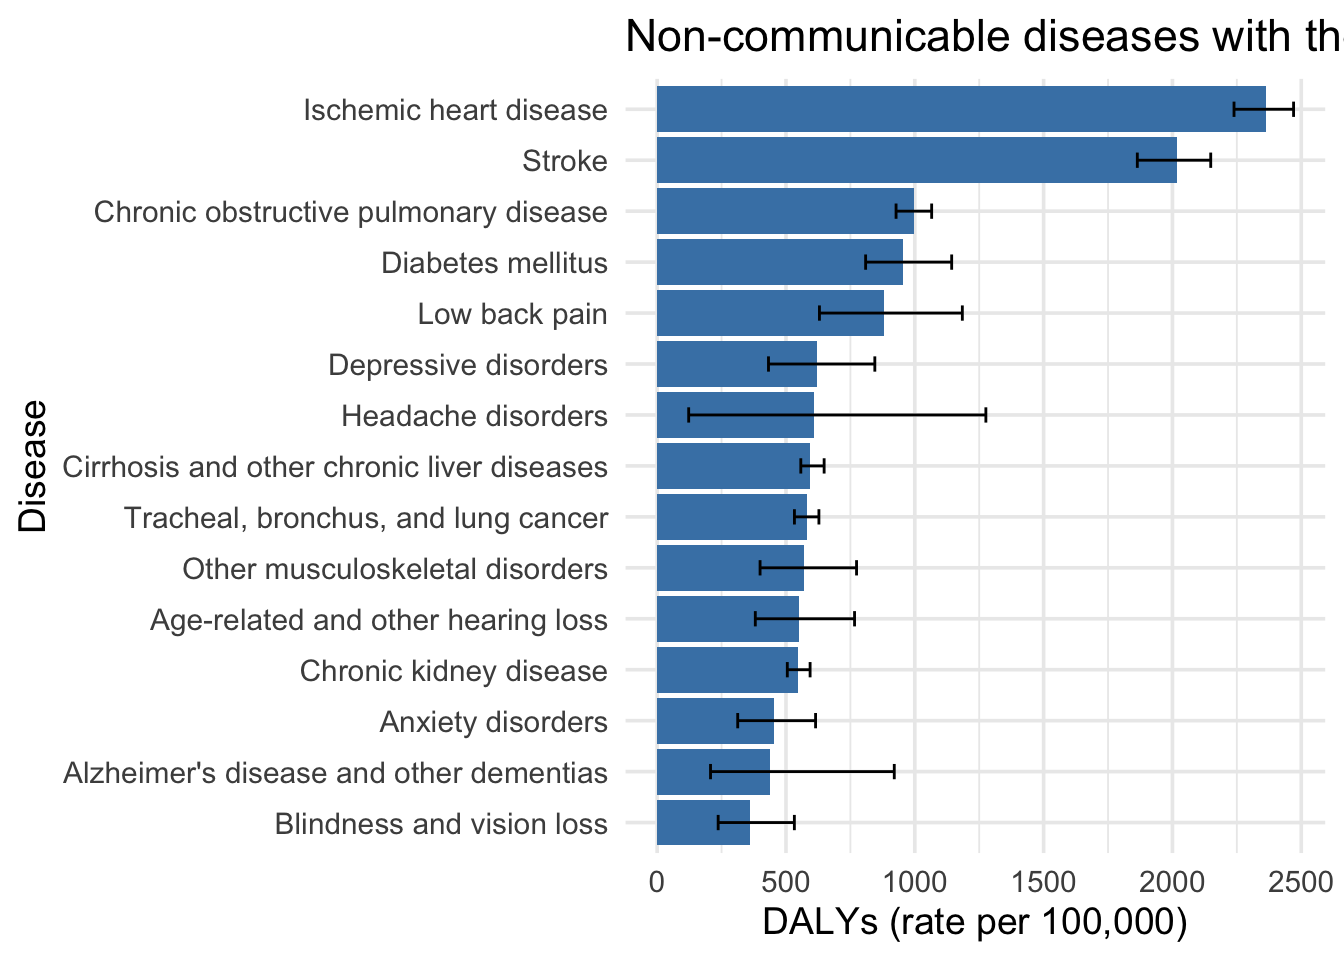 Non-communicable diseases with th
Ischemic heart disease
Stroke
Chronic obstructive pulmonary disease
Diabetes mellitus
Low back pain
Depressive disorders
Headache disorders
Cirrhosis and other chronic liver diseases
Tracheal, bronchus, and lung cancer
Other musculoskeletal disorders
Age-related and other hearing loss
Chronic kidney disease
Anxiety disorders
Alzheimer's disease and other dementias
Blindness and vision loss
Disease
0 500 1000 1500 2000 2500
DALYs (rate per 100,000)